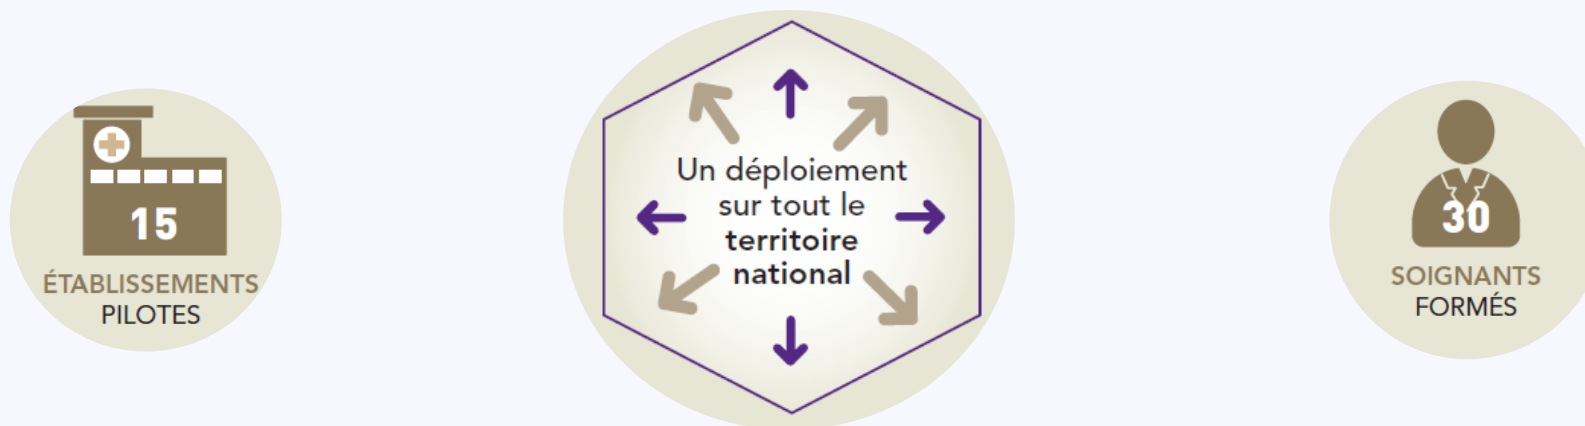 15
ÉTABLISSEMENTS
PILOTES
Un déploiement
sur tout le
territoire
national
30
SOIGNANTS
FORMÉS